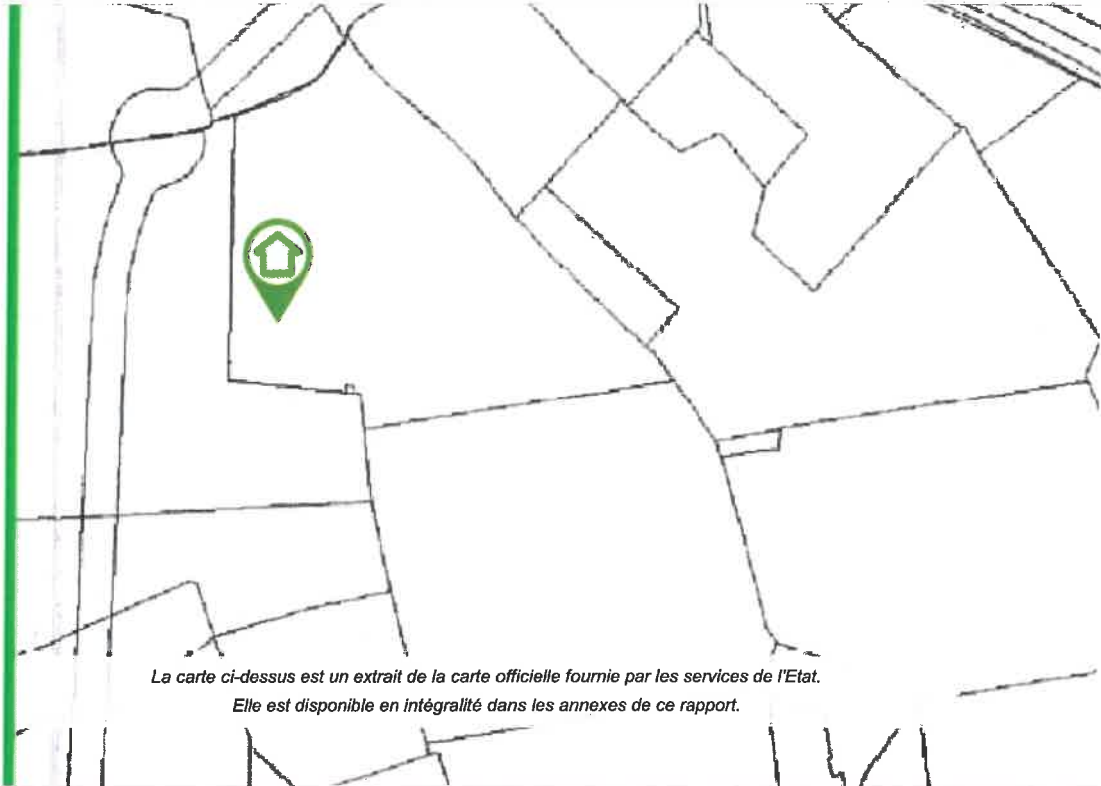 La carte ci-dessus est un extrait de la carte officielle fournie par les services de l'Etat.
Elle est disponible en intégralité dans les annexes de ce rapport.